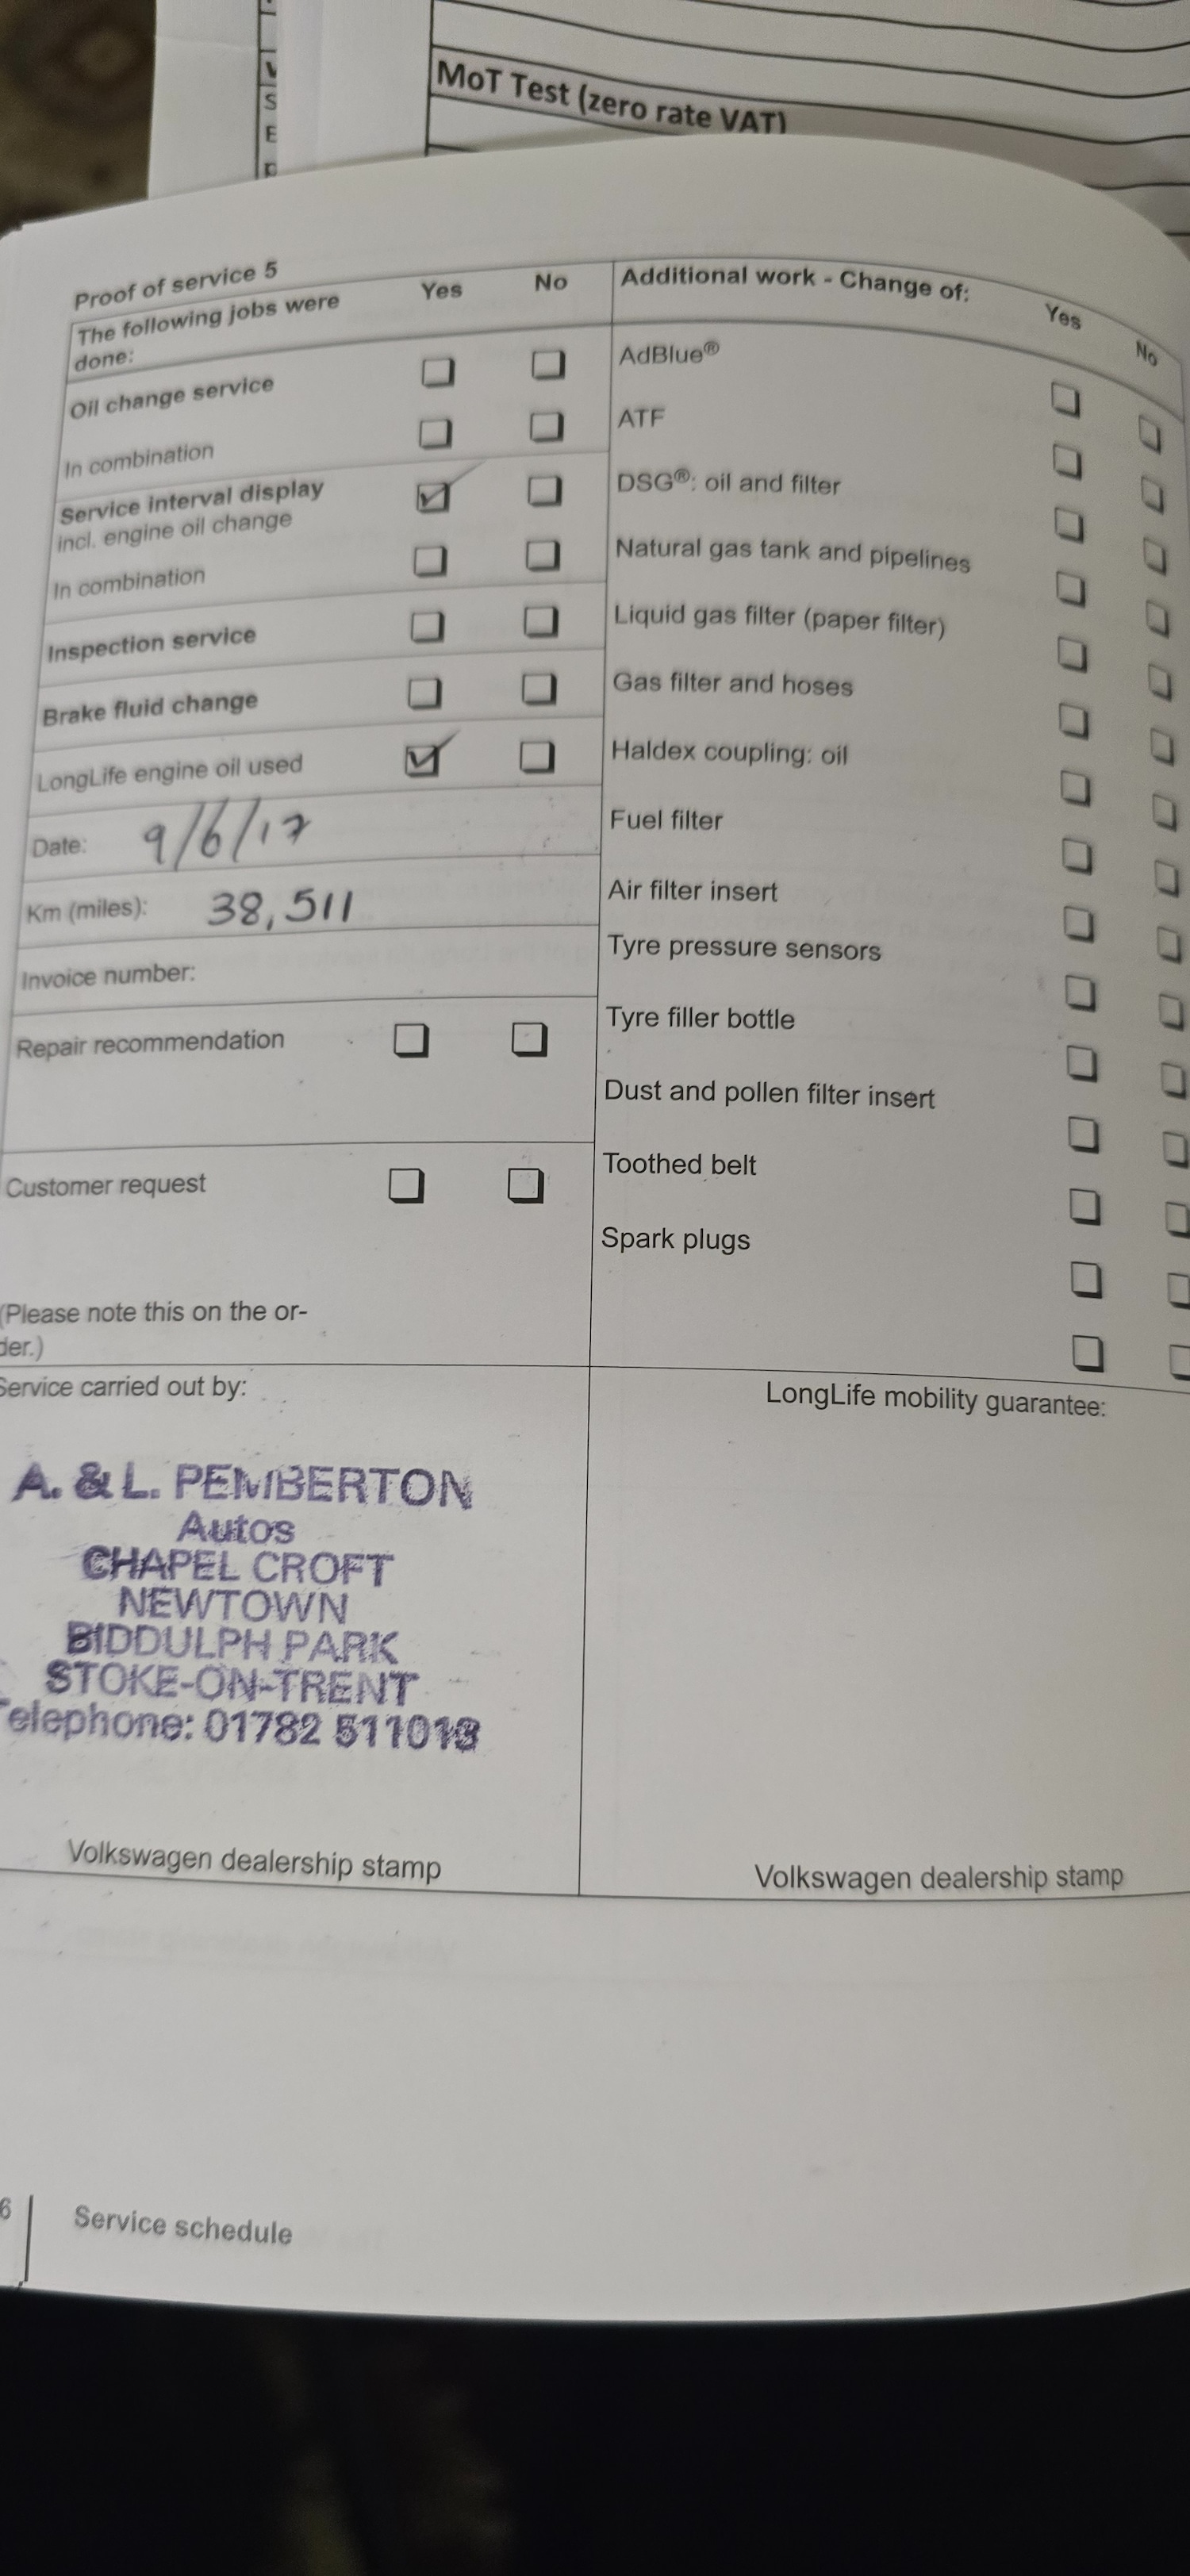 MoT Test (zero rate VAT)
Proof of service 5
The following jobs were done: Yes No
Oil change service
In combination
Service interval display
incl. engine oil change
In combination
Inspection service
Brake fluid change
LongLife engine oil used
Date: 9/6/17
Km (miles): 38,511
Invoice number:
Repair recommendation
Customer request
(Please note this on the or-
der.)
Additional work - Change of: Yes No
AdBlue®
ATF
DSG®: oil and filter
Natural gas tank and pipelines
Liquid gas filter (paper filter)
Gas filter and hoses
Haldex coupling: oil
Fuel filter
Air filter insert
Tyre pressure sensors
Tyre filler bottle
Dust and pollen filter insert
Toothed belt
Spark plugs
Service carried out by:
A. & L. PEMBERTON
Autos
CHAPEL CROFT
NEWTOWN
BIDDULPH PARK
STOKE-ON-TRENT
Telephone: 01782 511013
Volkswagen dealership stamp
LongLife mobility guarantee:
Volkswagen dealership stamp
6 Service schedule